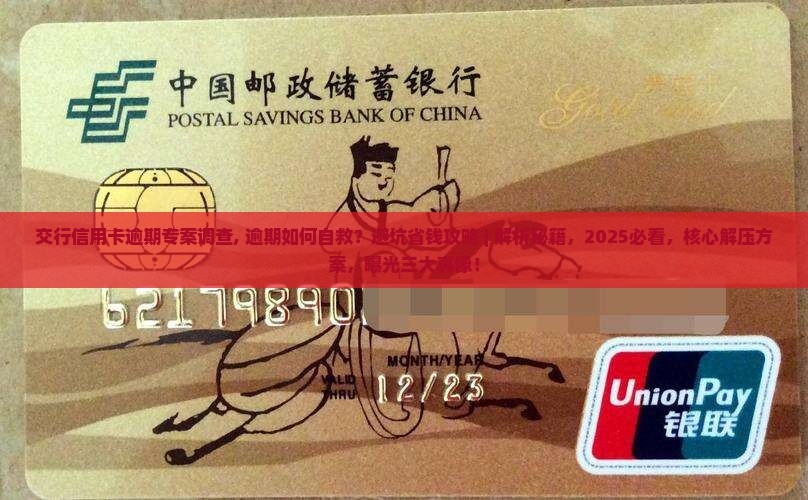 中国邮政储蓄银行
POSTAL SAVINGS BANK OF CHINA
交行信用卡逾期专案调查, 逾期如何自救？避坑省钱攻略 | 解析秘籍，2025必看，核心解压方
案，曝光三大
62179890
MONTH/YEAR
VALID
THRU
12/23
UnionPay
银联